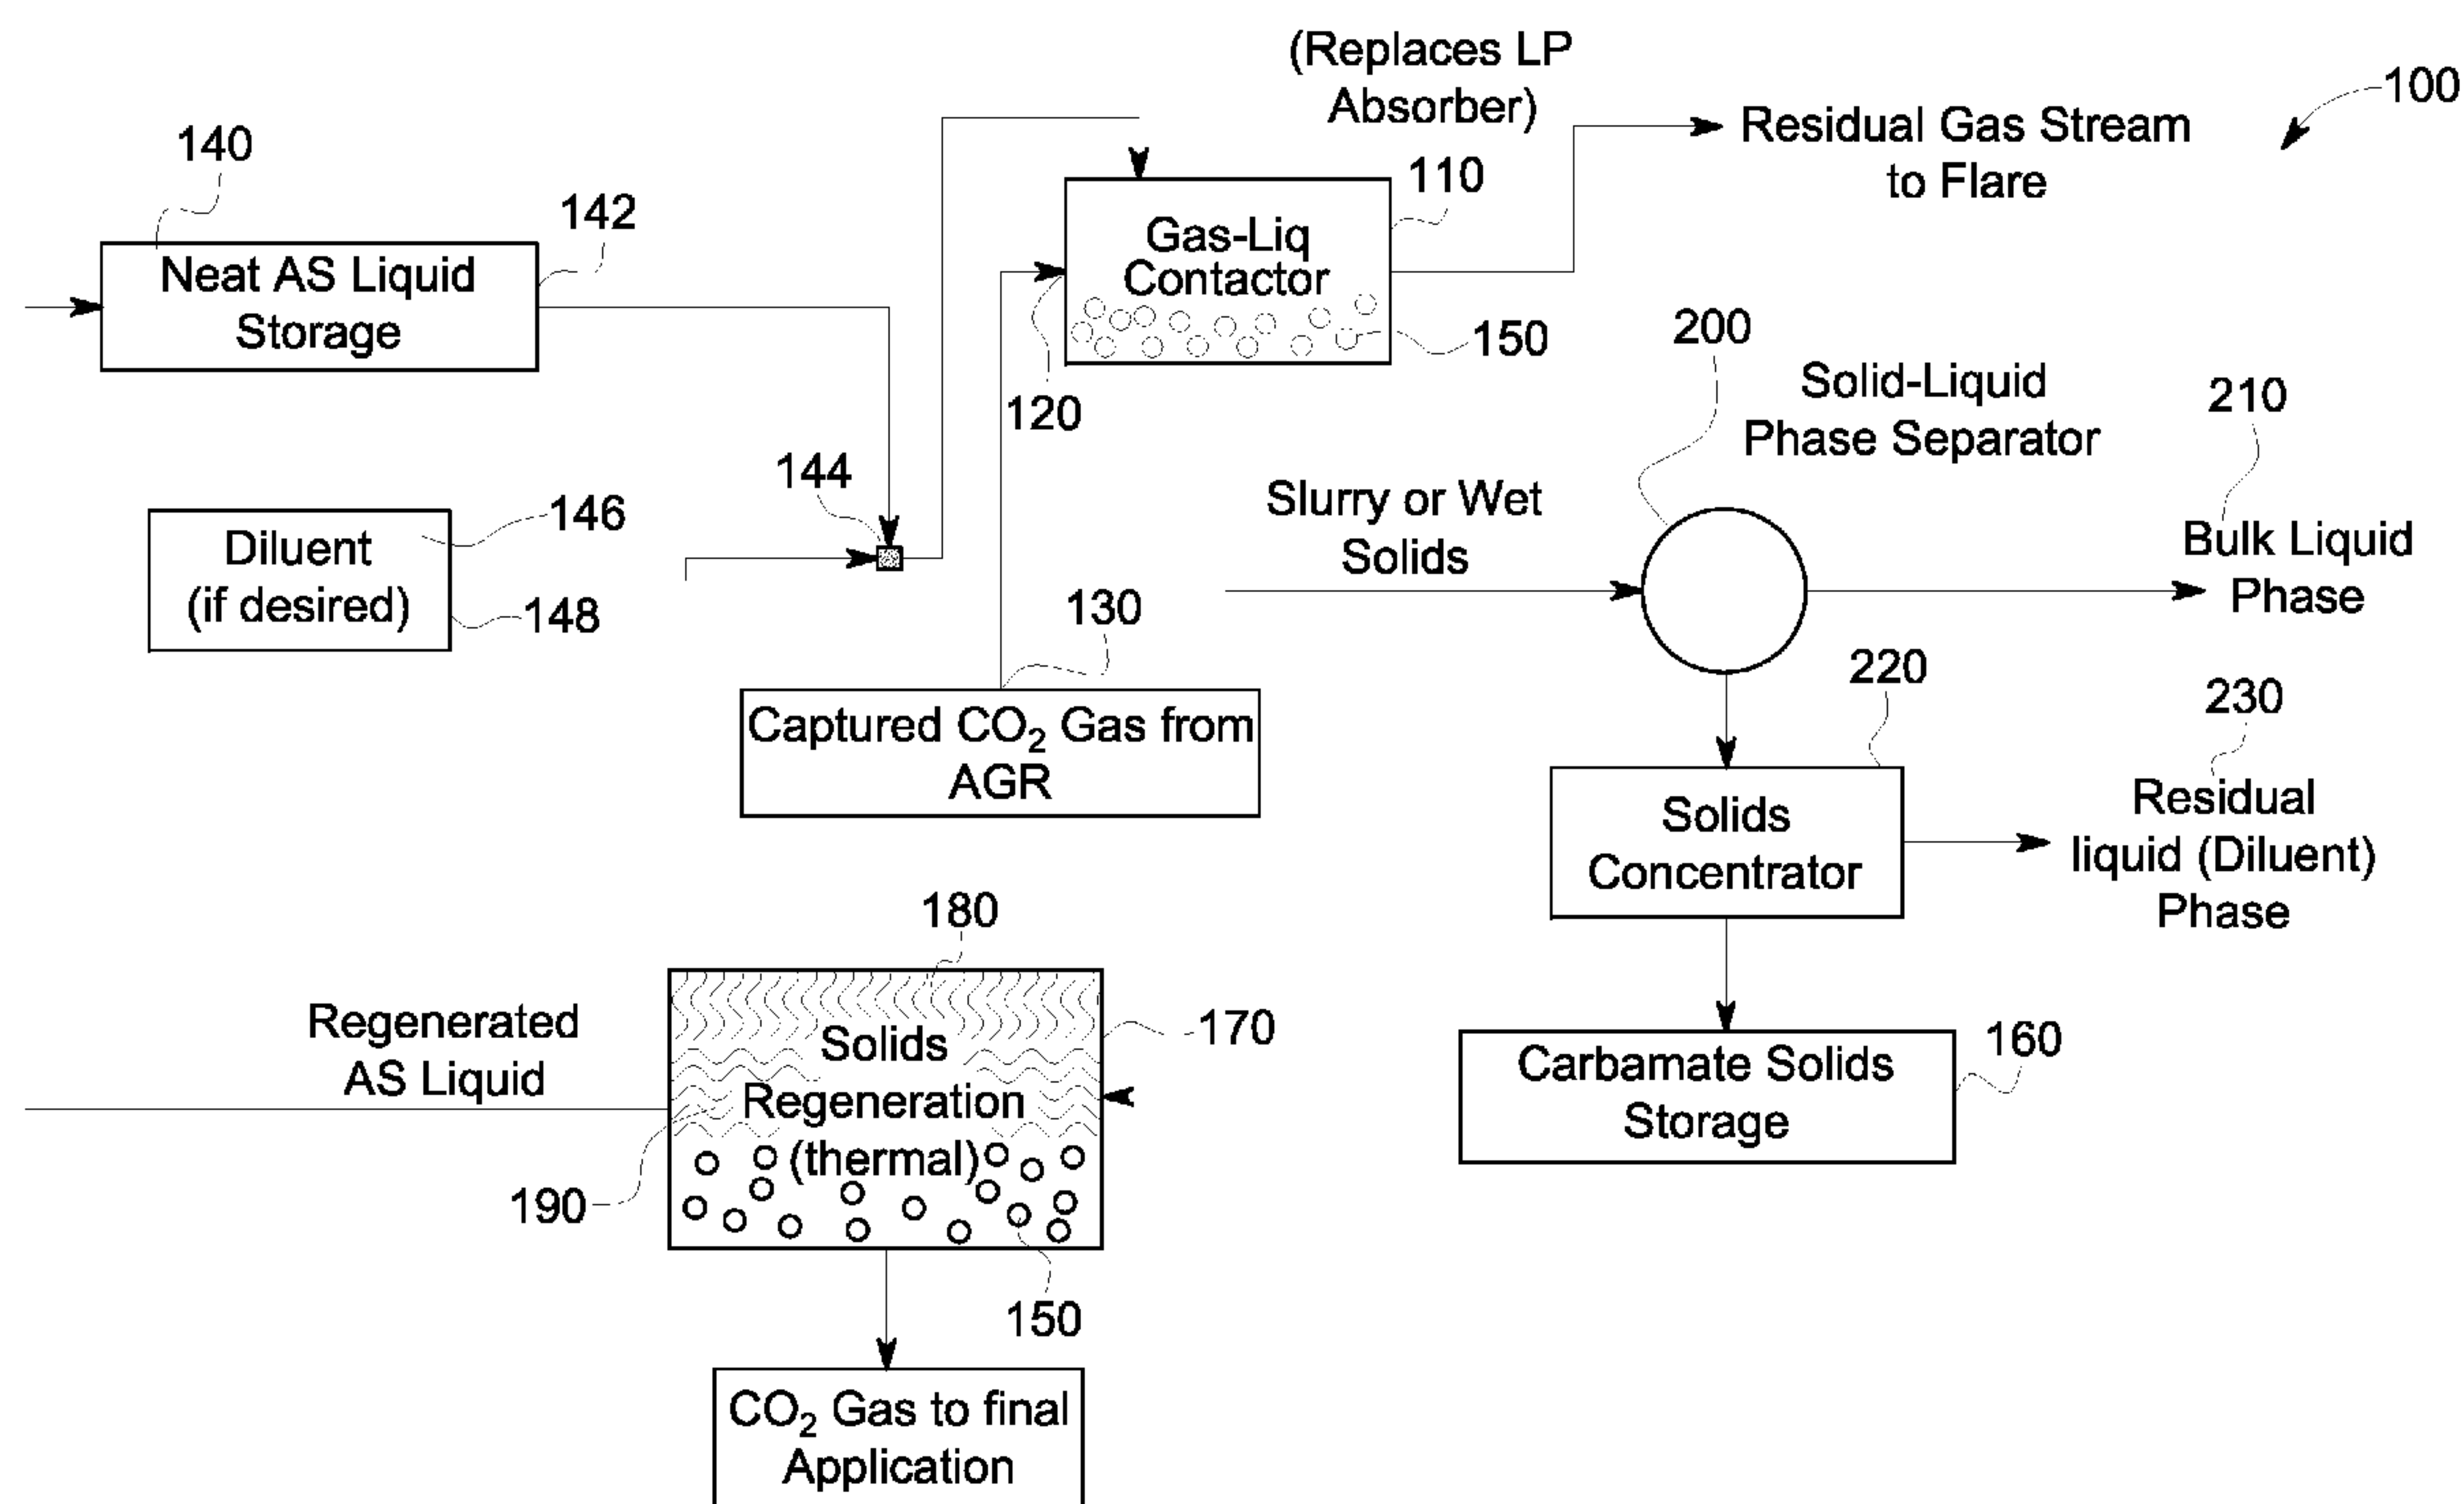 (Replaces LP
Absorber)
100
Residual Gas Stream
to Flare
140
110
142
Neat AS Liquid
Storage
Gas-Liq
Contactor
150
120
200
Solid-Liquid
Phase Separator
210
144
146
Diluent
(if desired)
148
Slurry or Wet
Solids
Bulk Liquid
Phase
130
Captured CO₂ Gas from
AGR
220
230
Solids
Concentrator
Residual
liquid (Diluent)
Phase
180
Regenerated
AS Liquid
Solids
Regeneration
(thermal)
170
190
150
Carbamate Solids
Storage
160
CO₂ Gas to final
Application